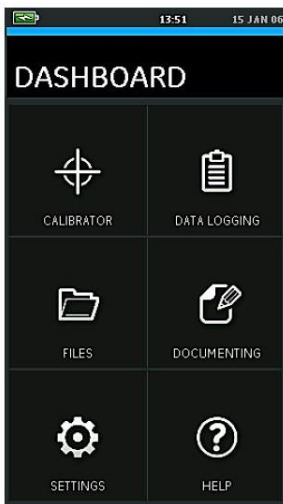 13:51 15 JAN 06
DASHBOARD
CALIBRATOR DATA LOGGING
FILES DOCUMENTING
SETTINGS HELP